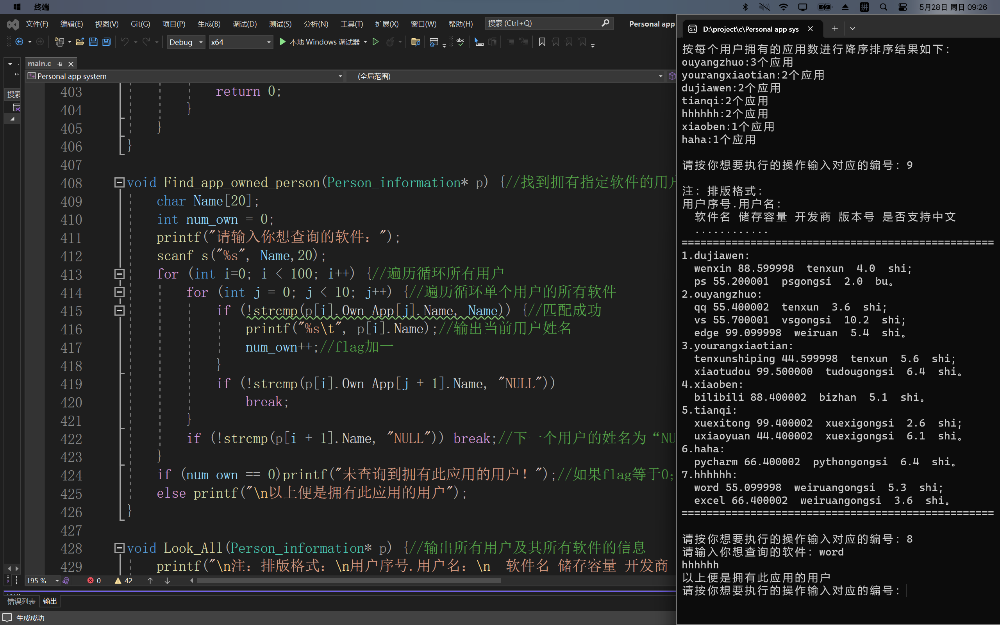 终端
5月28日 周日 09:26
文件(F) 编辑(E) 视图(V) Git(G) 项目(P) 生成(B) 调试(D) 测试(S) 分析(N) 工具(T) 扩展(X) 窗口(W) 帮助(H) 搜索 (Ctrl+Q) Personal app
Debug x64 本地 Windows 调试器
main.c
Personal app system (全局范围)
搜索
403 return 0;
404 }
405 }
406 }
407
408 void Find_app_owned_person(Person_information* p) {//找到拥有指定软件的用户
409 char Name[20];
410 int num_own = 0;
411 printf("请输入你想查询的软件：");
412 scanf_s("%s", Name,20);
413 for (int i=0; i < 100; i++) {//遍历循环所有用户
414 for (int j = 0; j < 10; j++) {//遍历循环单个用户的所有软件
415 if (!strcmp(p[i].Own_App[j].Name, Name)) {//匹配成功
416 printf("%s\t", p[i].Name);//输出当前用户姓名
417 num_own++;//flag加一
418 }
419 if (!strcmp(p[i].Own_App[j + 1].Name, "NULL"))
420 break;
421 }
422 if (!strcmp(p[i + 1].Name, "NULL")) break;//下一个用户的姓名为“NU
423 }
424 if (num_own == 0)printf("未查询到拥有此应用的用户！");//如果flag等于0;
425 else printf("\n以上便是拥有此应用的用户");
426 }
427
428 void Look_All(Person_information* p) {//输出所有用户及其所有软件的信息
429 printf("\n注：排版格式：\n用户序号.用户名：\n  软件名 储存容量 开发商
195 % 0 42
错误列表 输出
生成成功
D:\project\c\Personal app sys
按每个用户拥有的应用数进行降序排序结果如下：
ouyangzhuo:3个应用
yourangxiaotian:2个应用
dujiawen:2个应用
tianqi:2个应用
hhhhhh:2个应用
xiaoben:1个应用
haha:1个应用
请按你想要执行的操作输入对应的编号：9
注：排版格式：
用户序号.用户名：
软件名 储存容量 开发商 版本号 是否支持中文
............
==================================================
1.dujiawen:
wenxin 88.599998  tenxun  4.0  shi;
ps 55.200001  psgongsi  2.0  bu。
2.ouyangzhuo:
qq 55.400002  tenxun  3.6  shi;
vs 55.700001  vsgongsi  10.2  shi;
edge 99.099998  weiruan  5.4  shi。
3.yourangxiaotian:
tenxunshiping 44.599998  tenxun  5.6  shi;
xiaotudou 99.500000  tudougongsi  6.4  shi。
4.xiaoben:
bilibili 88.400002  bizhan  5.1  shi。
5.tianqi:
xuexitong 99.400002  xuexigongsi  2.6  shi;
uxiaoyuan 44.400002  xuexigongsi  6.1  shi。
6.haha:
pycharm 66.400002  pythongongsi  6.4  shi。
7.hhhhhh:
word 55.099998  weiruangongsi  5.3  shi;
excel 66.400002  weiruangongsi  3.6  shi。
==================================================
请按你想要执行的操作输入对应的编号：8
请输入你想查询的软件：word
hhhhhh
以上便是拥有此应用的用户
请按你想要执行的操作输入对应的编号：